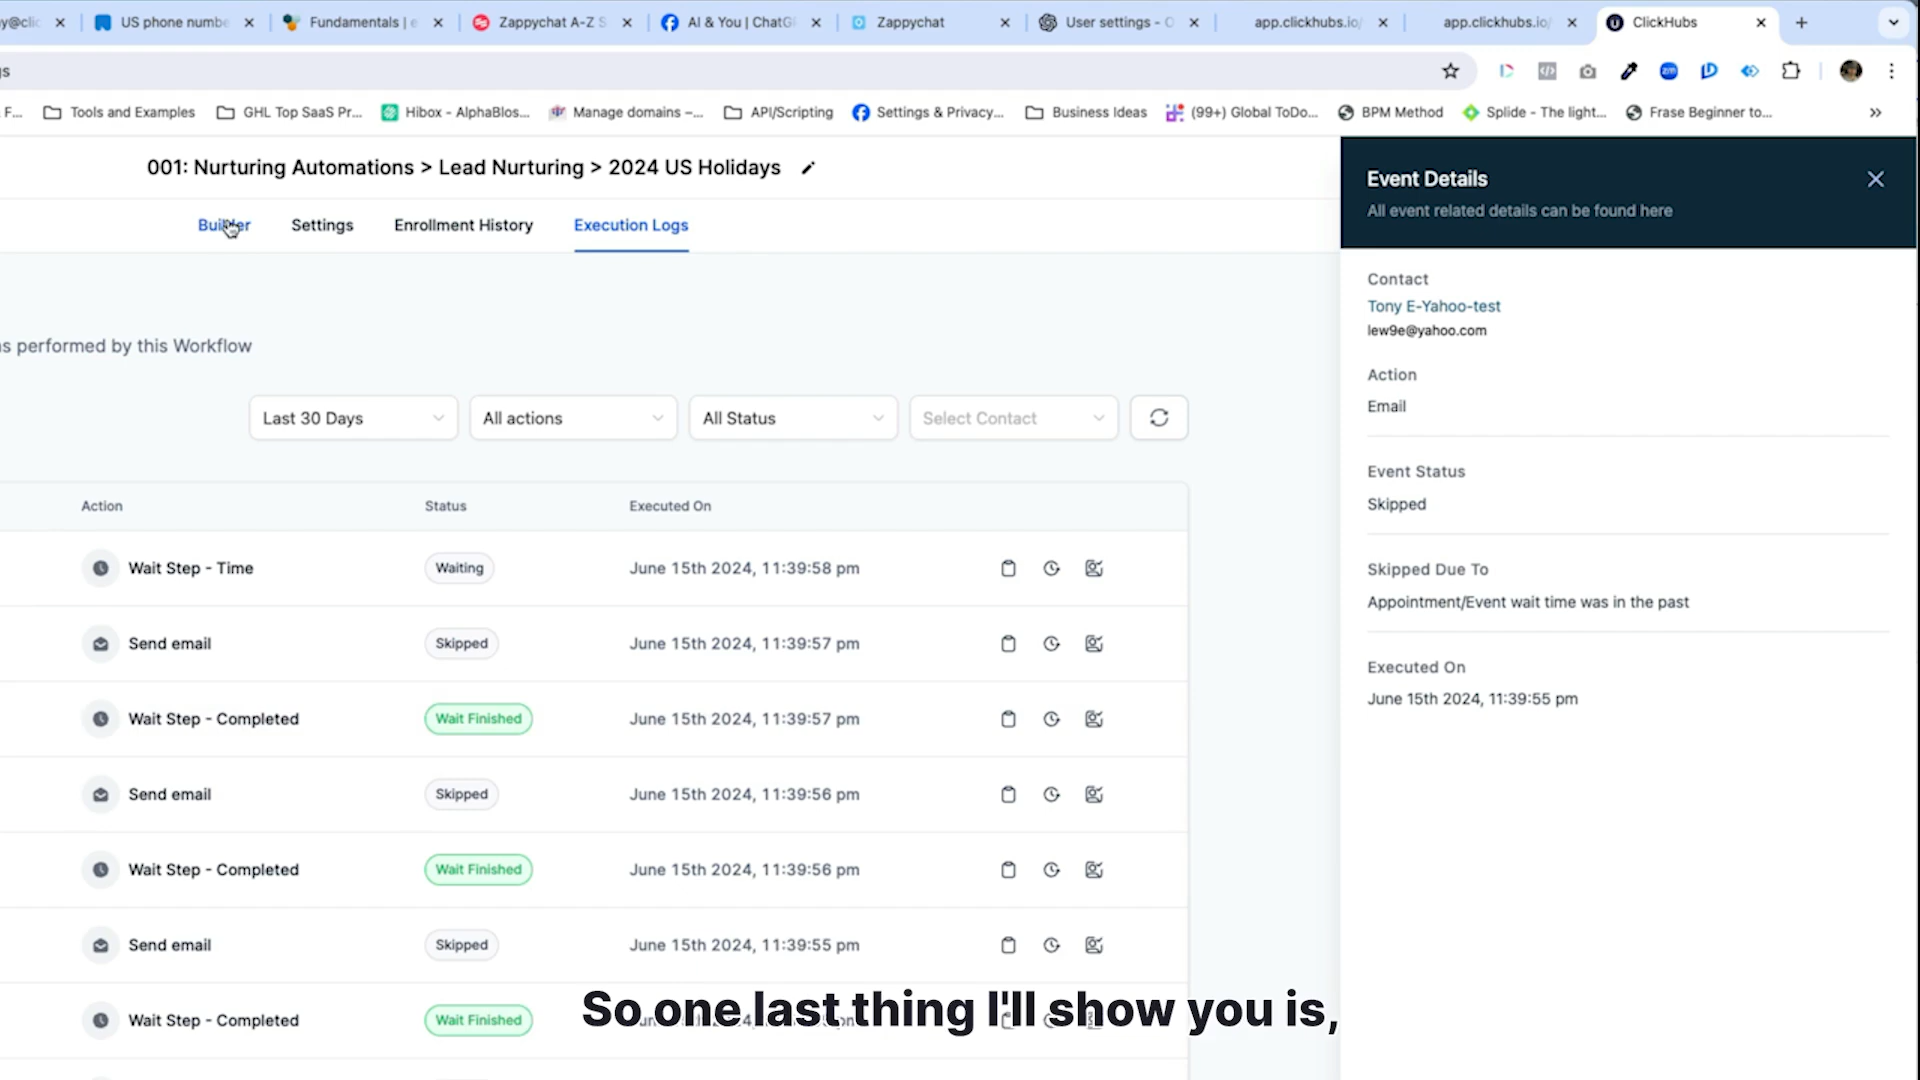 y@clic
US phone numbe
Fundamentals | e
Zappychat A-Z S
AI & You | ChatG
Zappychat
User settings - O
app.clickhubs.io/
app.clickhubs.io/
ClickHubs
gs
F...
Tools and Examples
GHL Top SaaS Pr...
Hibox - AlphaBlos...
Manage domains –...
API/Scripting
Settings & Privacy...
Business Ideas
(99+) Global ToDo...
BPM Method
Splide - The light...
Frase Beginner to...
»
001: Nurturing Automations > Lead Nurturing > 2024 US Holidays
Builder Settings Enrollment History Execution Logs
s performed by this Workflow
Last 30 Days All actions All Status Select Contact
Action Status Executed On
Wait Step - Time Waiting June 15th 2024, 11:39:58 pm
Send email Skipped June 15th 2024, 11:39:57 pm
Wait Step - Completed Wait Finished June 15th 2024, 11:39:57 pm
Send email Skipped June 15th 2024, 11:39:56 pm
Wait Step - Completed Wait Finished June 15th 2024, 11:39:56 pm
Send email Skipped June 15th 2024, 11:39:55 pm
Wait Step - Completed Wait Finished
So one last thing I'll show you is,
Event Details
All event related details can be found here
Contact
Tony E-Yahoo-test
lew9e@yahoo.com
Action
Email
Event Status
Skipped
Skipped Due To
Appointment/Event wait time was in the past
Executed On
June 15th 2024, 11:39:55 pm